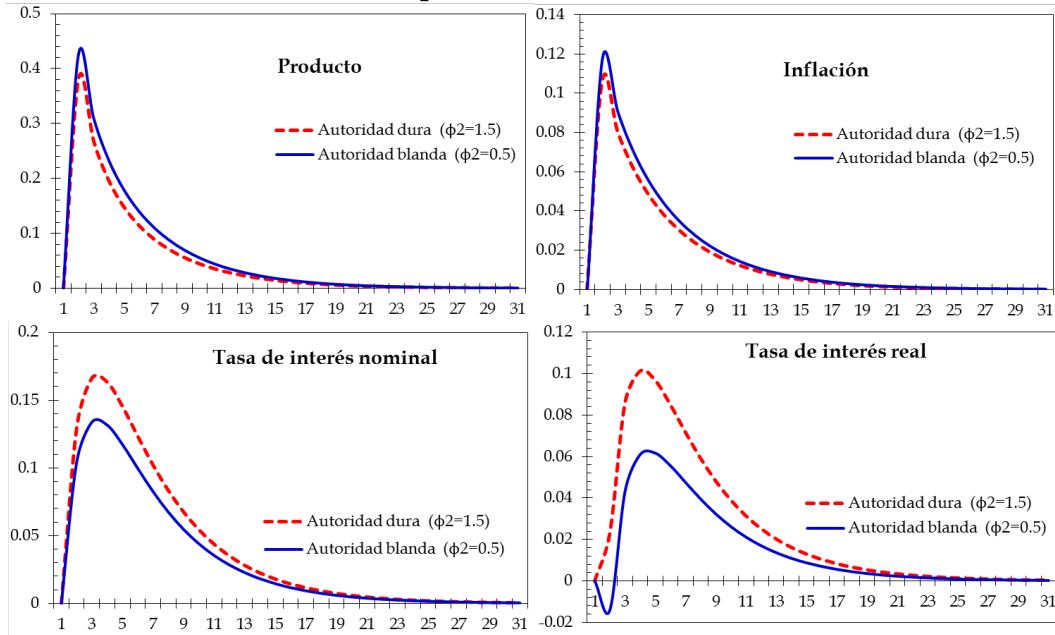 Producto
0.5
0.4
0.3
0.2
0.1
0
1 3 5 7 9 11 13 15 17 19 21 23 25 27 29 31
Autoridad dura (ϕ2=1.5)
Autoridad blanda (ϕ2=0.5)
Inflación
0.14
0.12
0.1
0.08
0.06
0.04
0.02
0
1 3 5 7 9 11 13 15 17 19 21 23 25 27 29 31
Autoridad dura (ϕ2=1.5)
Autoridad blanda (ϕ2=0.5)
Tasa de interés nominal
0.2
0.15
0.1
0.05
0
1 3 5 7 9 11 13 15 17 19 21 23 25 27 29 31
Autoridad dura (ϕ2=1.5)
Autoridad blanda (ϕ2=0.5)
Tasa de interés real
0.12
0.1
0.08
0.06
0.04
0.02
0
-0.02
1 3 5 7 9 11 13 15 17 19 21 23 25 27 29 31
Autoridad dura (ϕ2=1.5)
Autoridad blanda (ϕ2=0.5)